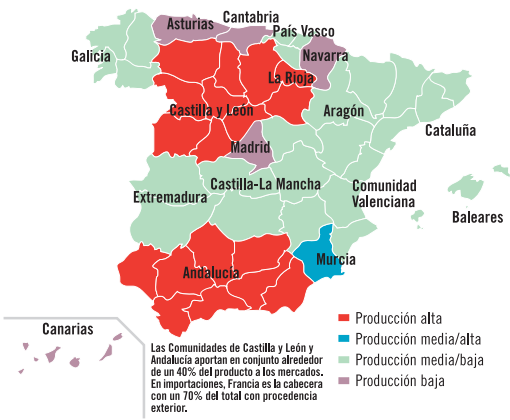 Cantabria
Asturias
País Vasco
Galicia
Navarra
La Rioja
Castilla y León
Aragón
Cataluña
Madrid
Castilla-La Mancha
Extremadura
Comunidad
Valenciana
Baleares
Murcia
Andalucía
Canarias
Las Comunidades de Castilla y León y
Andalucía aportan en conjunto alrededor
de un 40% del producto a los mercados.
En importaciones, Francia es la cabecera
con un 70% del total con procedencia
exterior.
Producción alta
Producción media/alta
Producción media/baja
Producción baja